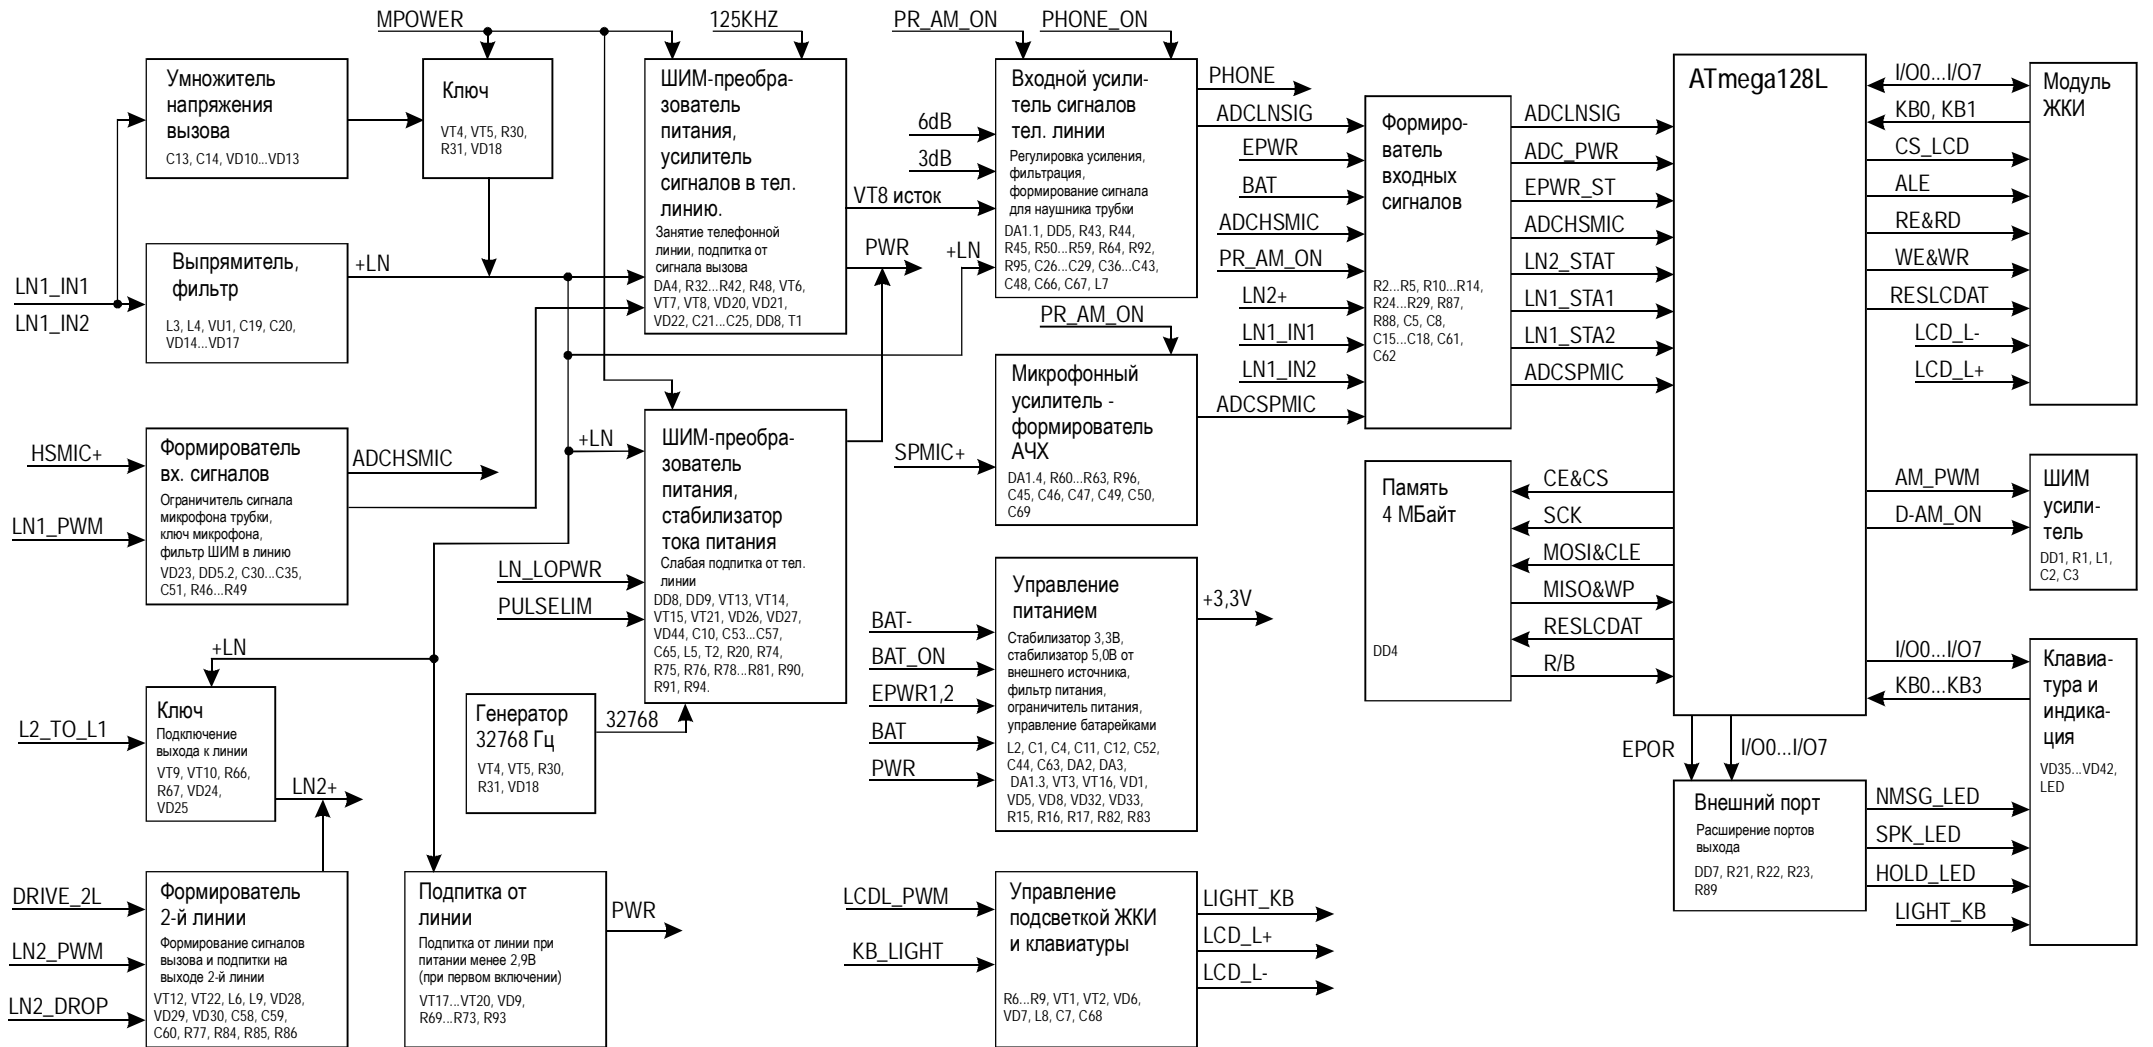 MPOWER
125KHZ
PR_AM_ON
PHONE_ON
Умножитель
напряжения
вызова
C13, C14, VD10...VD13
Ключ
VT4, VT5, R30,
R31, VD18
LN1_IN1
LN1_IN2
Выпрямитель,
фильтр
L3, L4, VU1, C19, C20,
VD14...VD17
+LN
ШИМ-преобра-
зователь
питания,
усилитель
сигналов в тел.
линию.
Занятие телефонной
линии, подпитка от
сигнала вызова
DA4, R32...R42, R48, VT6,
VT7, VT8, VD20, VD21,
VD22, C21...C25, DD8, T1
VT8 исток
PWR
6dB
3dB
+LN
Входной усили-
тель сигналов
тел. линии
Регулировка усиления,
фильтрация,
формирование сигнала
для наушника трубки
DA1.1, DD5, R43, R44,
R45, R50...R59, R64, R92,
R95, C26...C29, C36...C43,
C48, C66, C67, L7
PHONE
ADCLNSIG
EPWR
BAT
ADCHSMIC
PR_AM_ON
LN2+
LN1_IN1
LN1_IN2
ADCSPMIC
Формиро-
ватель
входных
сигналов
R2...R5, R10...R14,
R24...R29, R87,
R88, C5, C8,
C15...C18, C61,
C62
ADCLNSIG
ADC_PWR
EPWR_ST
ADCHSMIC
LN2_STAT
LN1_STA1
LN1_STA2
ADCSPMIC
ATmega128L
I/O0...I/O7
KB0, KB1
CS_LCD
ALE
RE&RD
WE&WR
RESLCDAT
LCD_L-
LCD_L+
Модуль
ЖКИ
HSMIC+
LN1_PWM
Формирователь
вх. сигналов
Ограничитель сигнала
микрофона трубки,
ключ микрофона,
фильтр ШИМ в линию
VD23, DD5.2, C30...C35,
C51, R46...R49
ADCHSMIC
+LN
LN_LOPWR
PULSELIM
ШИМ-преобра-
зователь
питания,
стабилизатор
тока питания
Слабая подпитка от тел.
линии
DD8, DD9, VT13, VT14,
VT15, VT21, VD26, VD27,
VD44, C10, C53...C57,
C65, L5, T2, R20, R74,
R75, R76, R78...R81, R90,
R91, R94.
PR_AM_ON
SPMIC+
Микрофонный
усилитель -
формирователь
АЧХ
DA1.4, R60...R63, R96,
C45, C46, C47, C49, C50,
C69
Память
4 МБайт
DD4
CE&CS
SCK
MOSI&CLE
MISO&WP
RESLCDAT
R/B
AM_PWM
D-AM_ON
ШИМ
усили-
тель
DD1, R1, L1,
C2, C3
BAT-
BAT_ON
EPWR1,2
BAT
PWR
Управление
питанием
Стабилизатор 3,3В,
стабилизатор 5,0В от
внешнего источника,
фильтр питания,
ограничитель питания,
управление батарейками
L2, C1, C4, C11, C12, C52,
C44, C63, DA2, DA3,
DA1.3, VT3, VT16, VD1,
VD5, VD8, VD32, VD33,
R15, R16, R17, R82, R83
+3,3V
I/O0...I/O7
KB0...KB3
Клавиа-
тура и
индика-
ция
VD35...VD42,
LED
+LN
L2_TO_L1
Ключ
Подключение
выхода к линии
VT9, VT10, R66,
R67, VD24,
VD25
LN2+
Генератор
32768 Гц
VT4, VT5, R30,
R31, VD18
32768
EPOR
I/O0...I/O7
Внешний порт
Расширение портов
выхода
DD7, R21, R22, R23,
R89
NMSG_LED
SPK_LED
HOLD_LED
LIGHT_KB
DRIVE_2L
LN2_PWM
LN2_DROP
Формирователь
2-й линии
Формирование сигналов
вызова и подпитки на
выходе 2-й линии
VT12, VT22, L6, L9, VD28,
VD29, VD30, C58, C59,
C60, R77, R84, R85, R86
Подпитка от
линии
Подпитка от линии при
питании менее 2,9В
(при первом включении)
VT17...VT20, VD9,
R69...R73, R93
PWR
LCDL_PWM
KB_LIGHT
Управление
подсветкой ЖКИ
и клавиатуры
R6...R9, VT1, VT2, VD6,
VD7, L8, C7, C68
LIGHT_KB
LCD_L+
LCD_L-